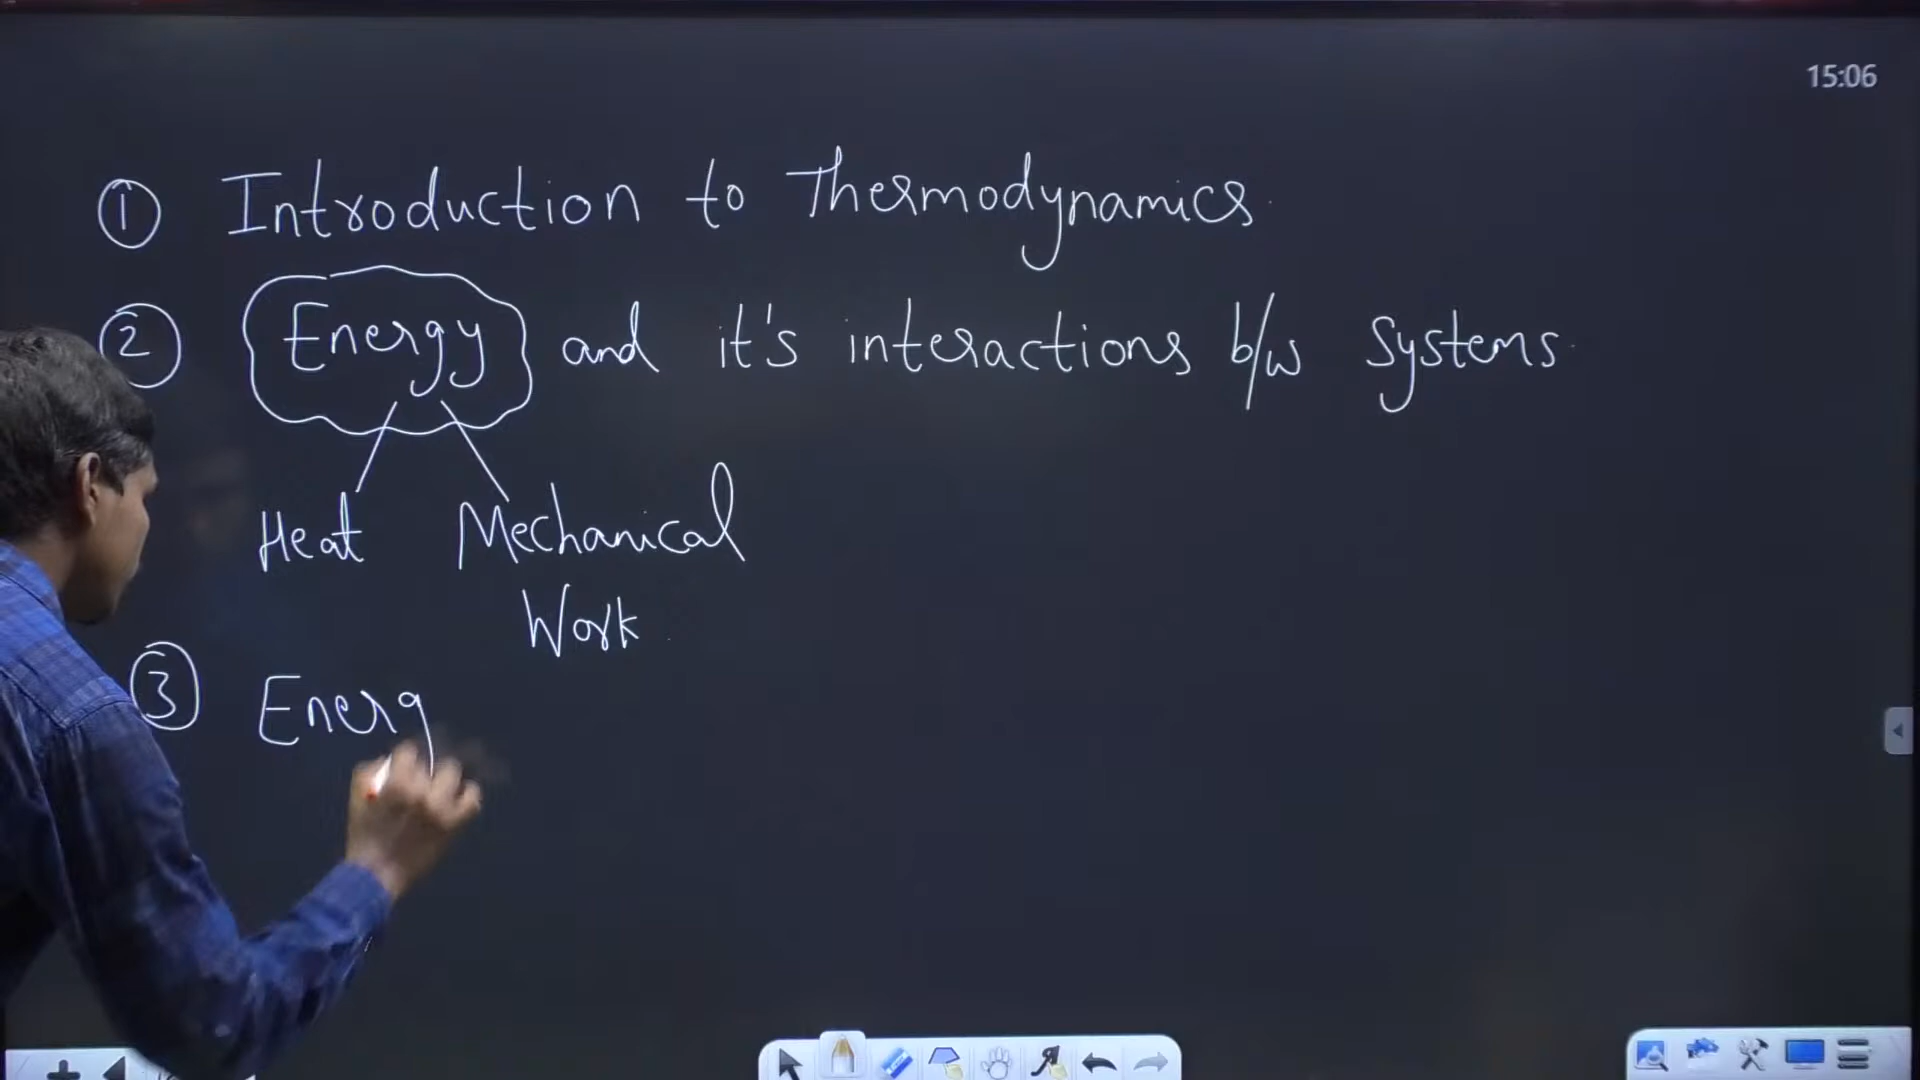 15:06
① Introduction to Thermodynamics.
② Energy and it's interactions b/w Systems.
Heat Mechanical
Work.
③ Energ